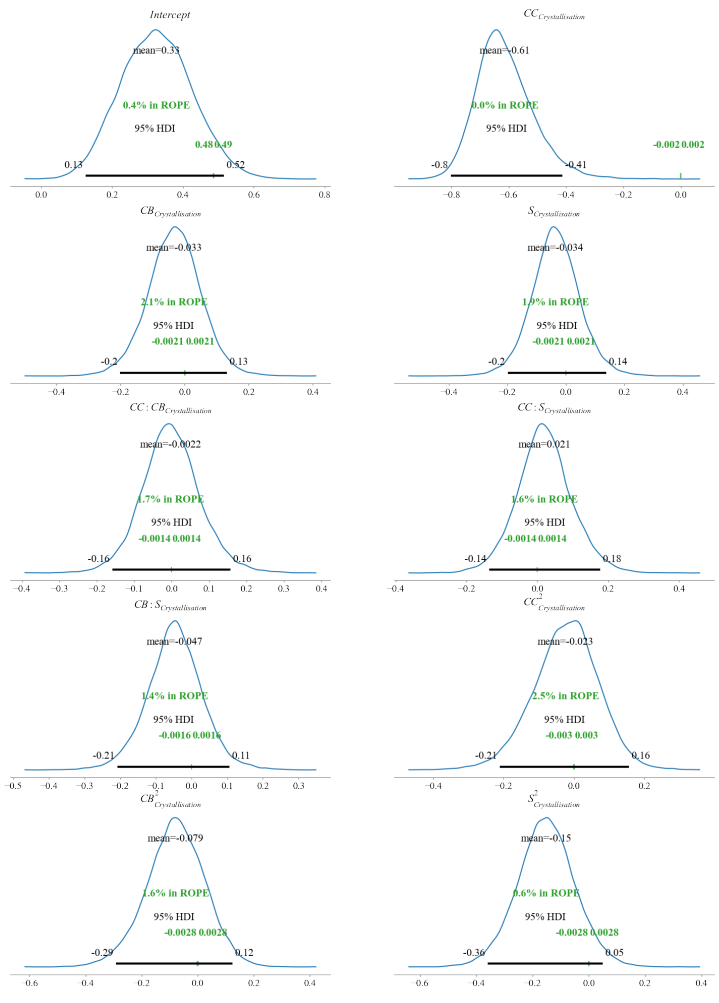 Intercept
mean=0.33
0.4% in ROPE
95% HDI
0.48 0.49
0.13
0.52
0.0 0.2 0.4 0.6 0.8
CC_Crystallisation
mean=-0.61
0.0% in ROPE
95% HDI
-0.002 0.002
-0.8
-0.41
−0.8 −0.6 −0.4 −0.2 0.0
CB_Crystallisation
mean=-0.033
2.1% in ROPE
95% HDI
-0.0021 0.0021
-0.2
0.13
−0.4 −0.2 0.0 0.2 0.4
S_Crystallisation
mean=-0.034
1.9% in ROPE
95% HDI
-0.0021 0.0021
-0.2
0.14
−0.4 −0.2 0.0 0.2 0.4
CC : CB_Crystallisation
mean=-0.0022
1.7% in ROPE
95% HDI
-0.0014 0.0014
-0.16
0.16
−0.4 −0.3 −0.2 −0.1 0.0 0.1 0.2 0.3 0.4
CC : S_Crystallisation
mean=0.021
1.6% in ROPE
95% HDI
-0.0014 0.0014
-0.14
0.18
−0.4 −0.2 0.0 0.2 0.4
CB : S_Crystallisation
mean=-0.047
1.4% in ROPE
95% HDI
-0.0016 0.0016
-0.21
0.11
−0.5 −0.4 −0.3 −0.2 −0.1 0.0 0.1 0.2 0.3
CC²_Crystallisation
mean=-0.023
2.5% in ROPE
95% HDI
-0.003 0.003
-0.21
0.16
−0.4 −0.2 0.0 0.2
CB²_Crystallisation
mean=-0.079
1.6% in ROPE
95% HDI
-0.0028 0.0028
-0.29
0.12
−0.6 −0.4 −0.2 0.0 0.2 0.4
S²_Crystallisation
mean=-0.15
0.6% in ROPE
95% HDI
-0.0028 0.0028
-0.36
0.05
−0.6 −0.4 −0.2 0.0 0.2 0.4